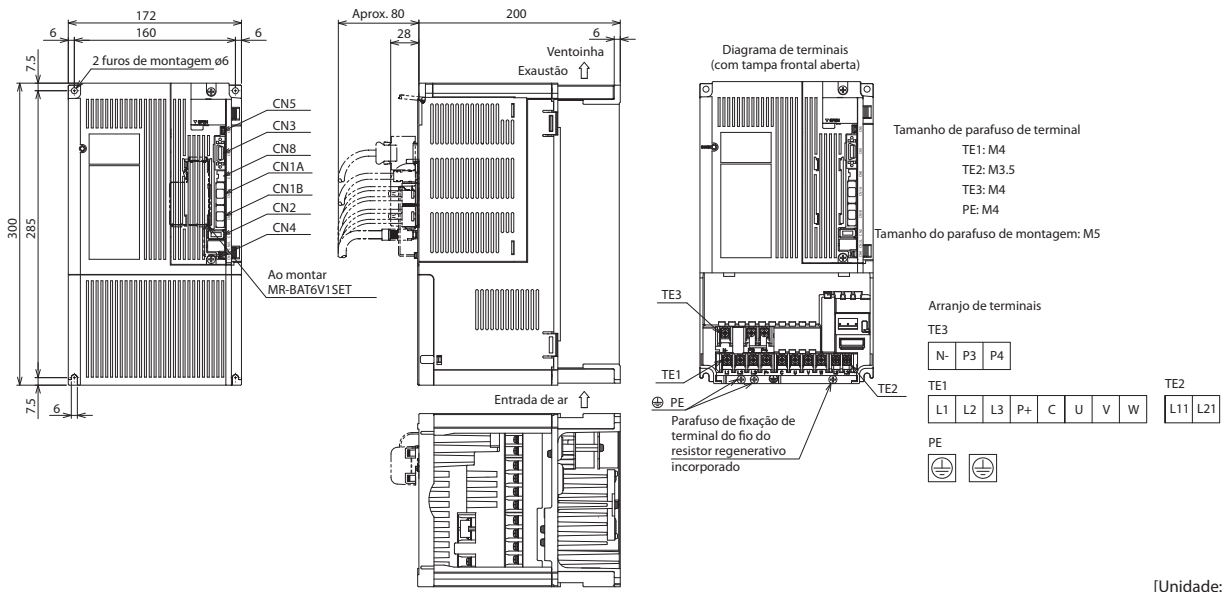 172
6
160
6
7.5
2 furos de montagem ø6
300
285
7.5
6
CN5
CN3
CN8
CN1A
CN1B
CN2
CN4
Ao montar
MR-BAT6V1SET
Aprox. 80
200
28
6
Ventoinha
Exaustão
Entrada de ar
Diagrama de terminais
(com tampa frontal aberta)
TE3
TE1
TE2
PE
Parafuso de fixação de
terminal do fio do
resistor regenerativo
incorporado
Tamanho de parafuso de terminal
TE1: M4
TE2: M3.5
TE3: M4
PE: M4
Tamanho do parafuso de montagem: M5
Arranjo de terminais
TE3
N- P3 P4
TE1
L1 L2 L3 P+ C U V W
TE2
L11 L21
PE
[Unidade: